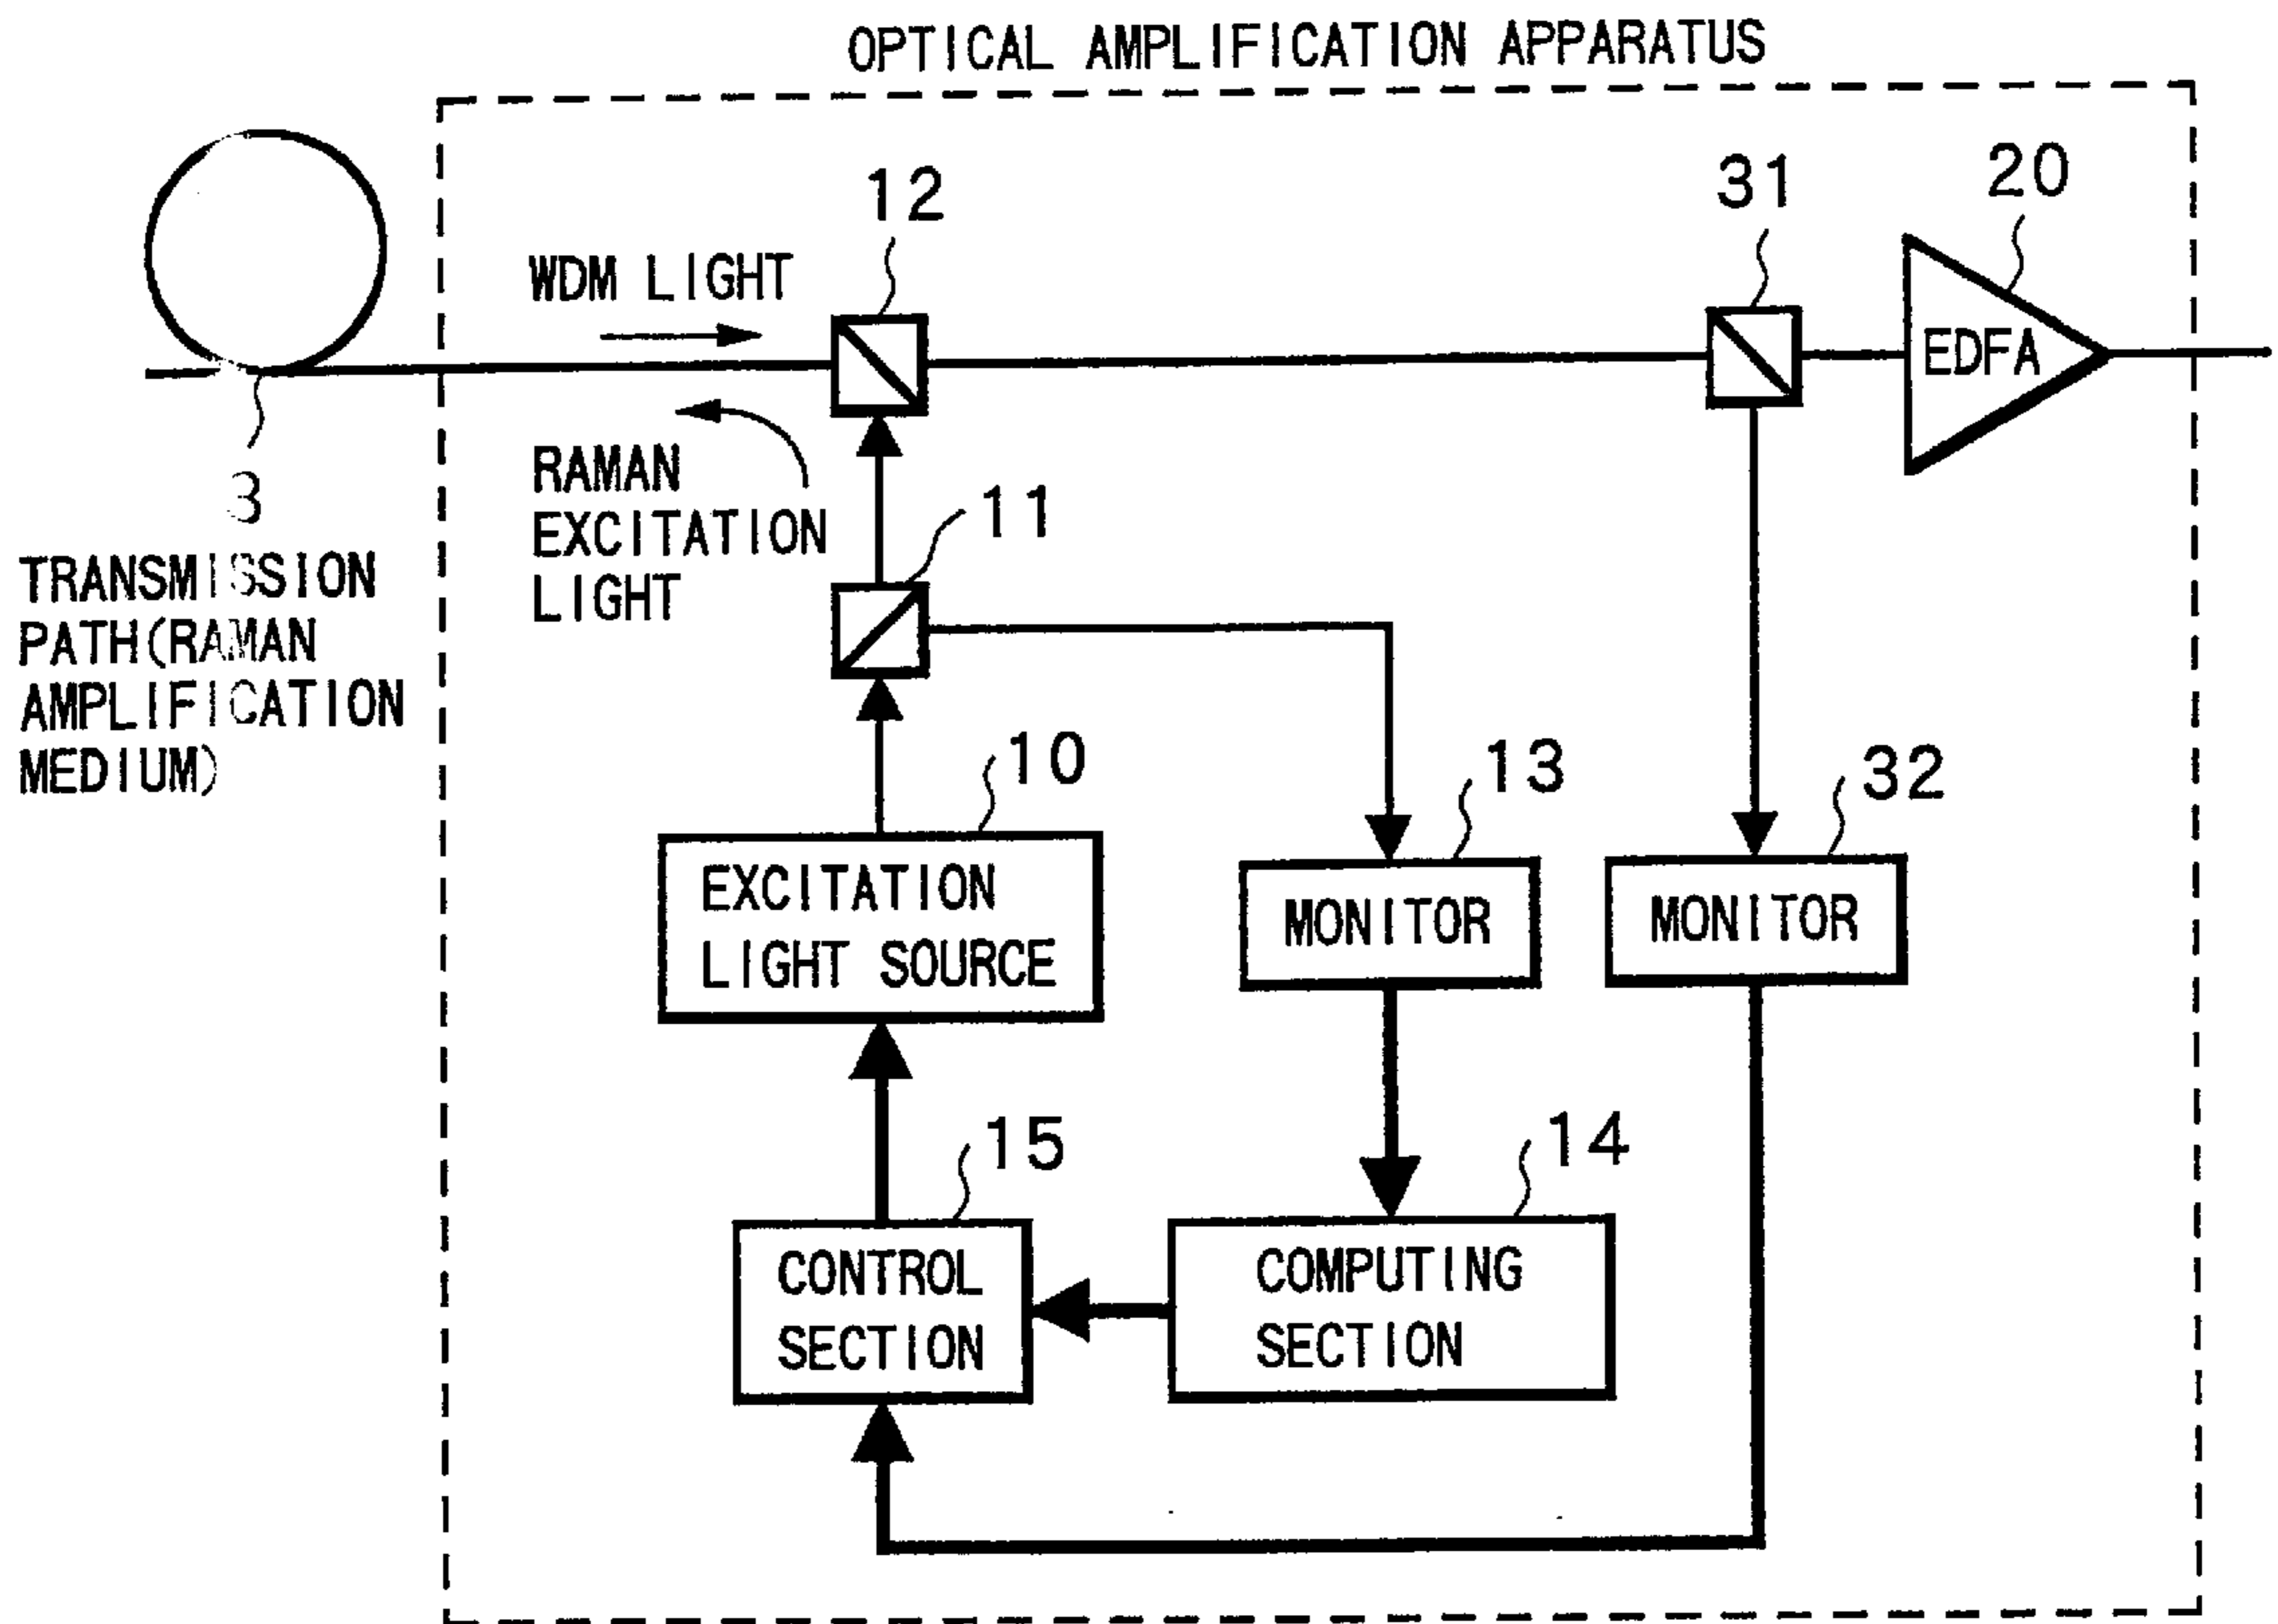 OPTICAL AMPLIFICATION APPARATUS
12
31
20
WDM LIGHT
EDFA
3
RAMAN
EXCITATION
LIGHT
11
TRANSMISSION
PATH(RAMAN
AMPLIFICATION
MEDIUM)
10
13
32
EXCITATION
LIGHT SOURCE
MONITOR
MONITOR
15
14
CONTROL
SECTION
COMPUTING
SECTION